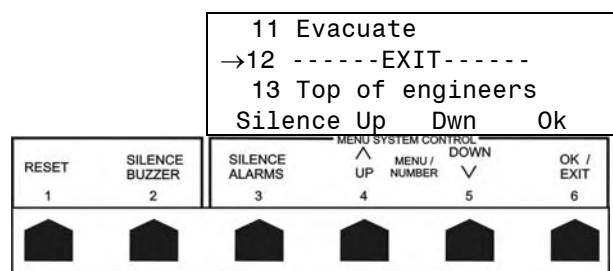 11 Evacuate
→12 ------EXIT------
13 Top of engineers
Silence Up Dwn Ok
MENU SYSTEM CONTROL
RESET
1
SILENCE
BUZZER
2
SILENCE
ALARMS
3
UP
4
MENU /
NUMBER
DOWN
5
OK /
EXIT
6